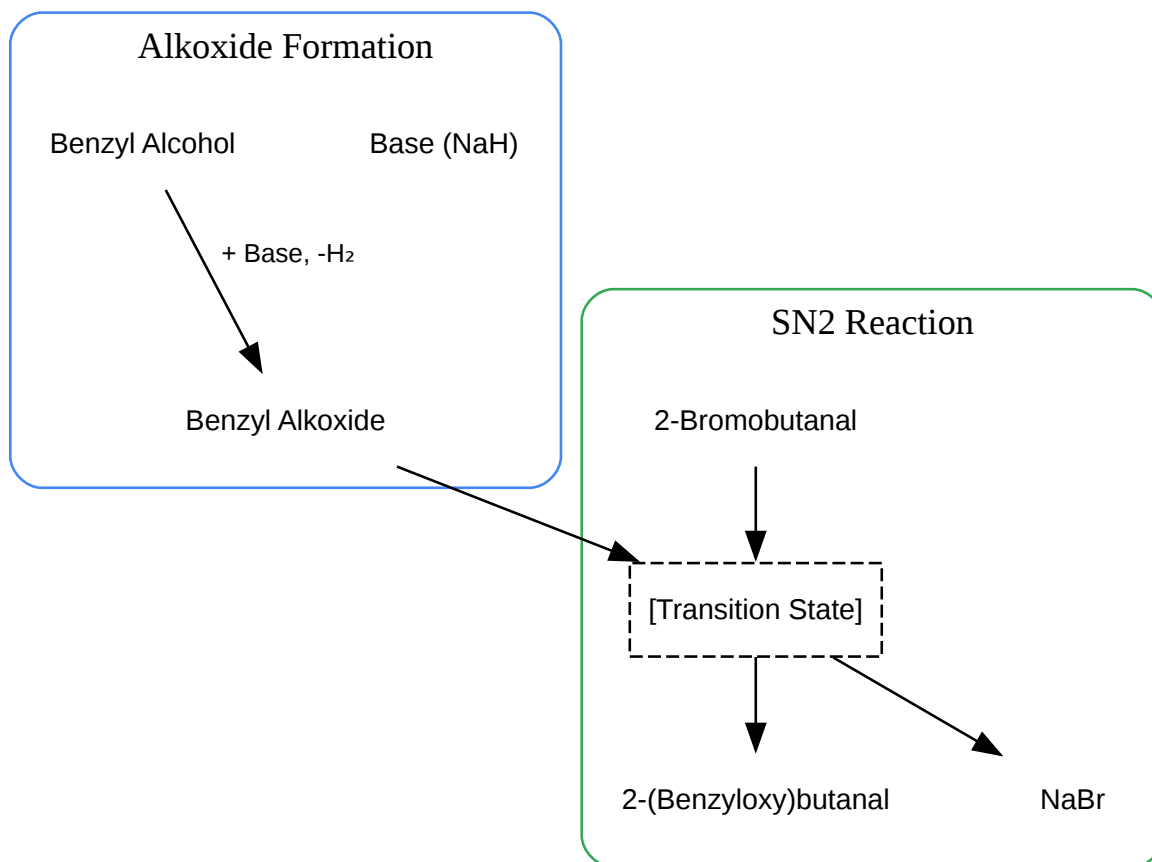 Alkoxide Formation
Benzyl Alcohol
Base (NaH)
+ Base, -H₂
Benzyl Alkoxide
SN2 Reaction
2-Bromobutanal
[Transition State]
2-(Benzyloxy)butanal
NaBr